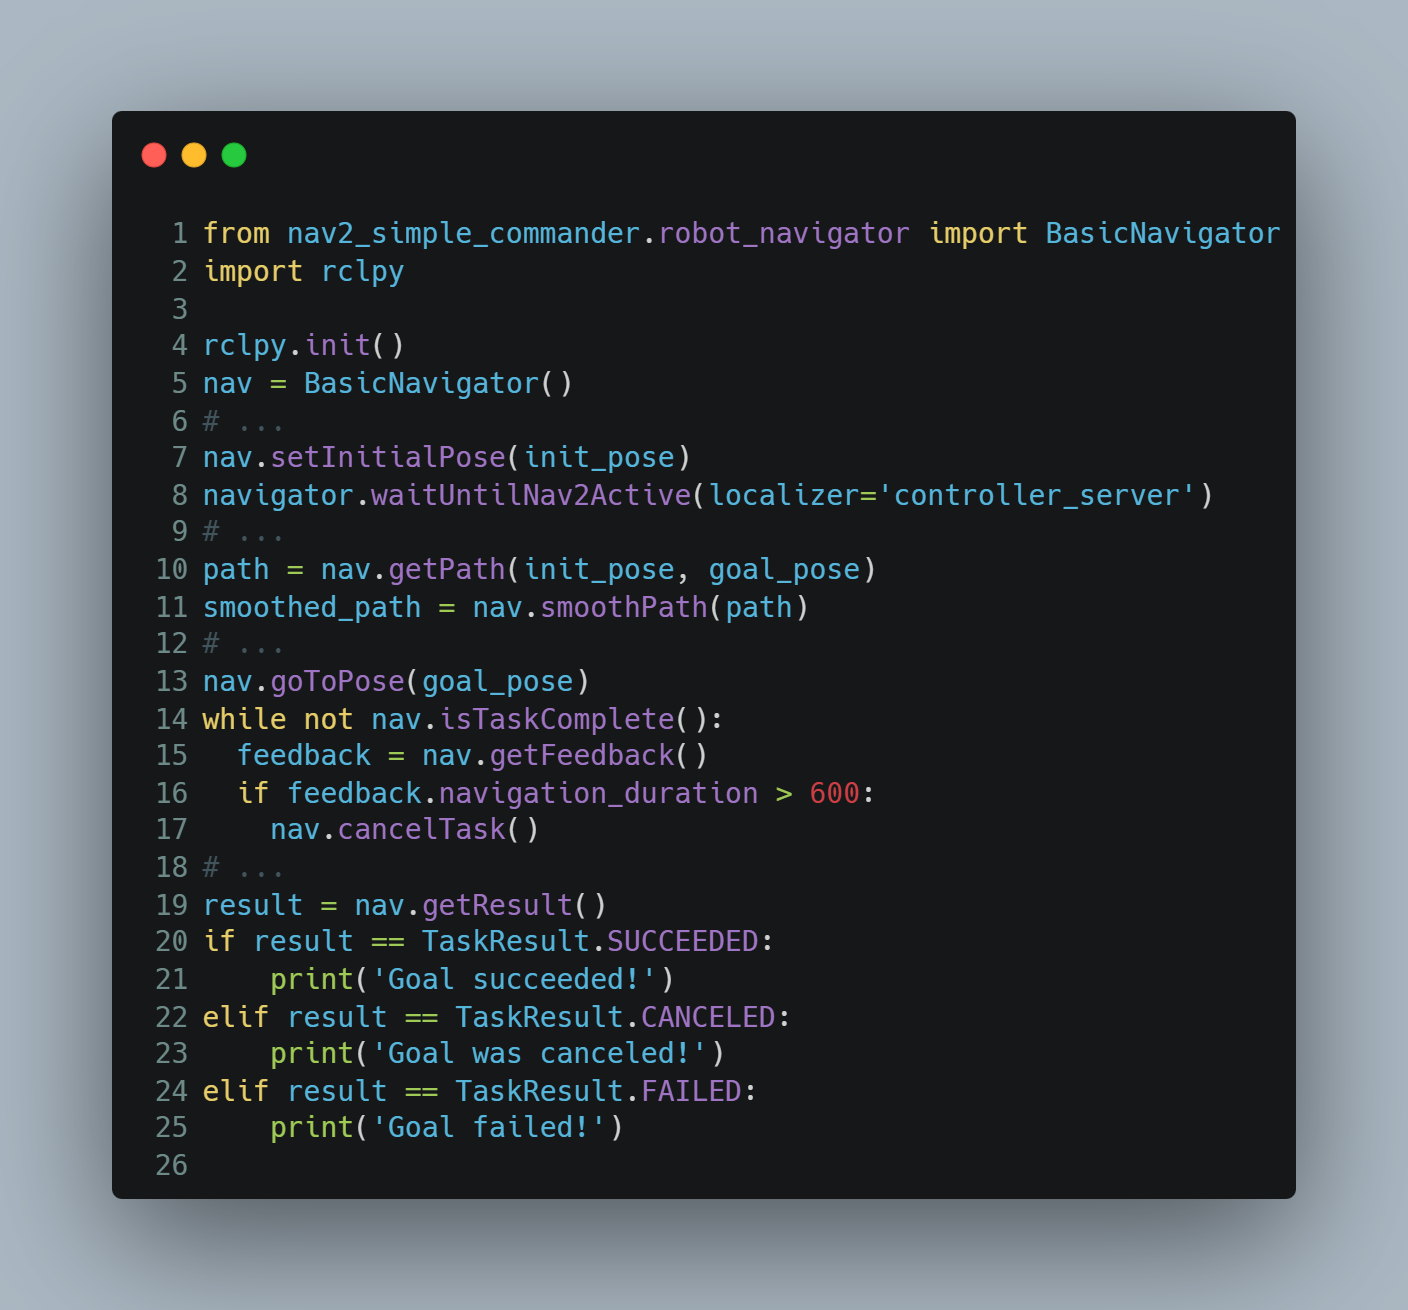 1 from nav2_simple_commander.robot_navigator import BasicNavigator
2 import rclpy
3
4 rclpy.init()
5 nav = BasicNavigator()
6 # ...
7 nav.setInitialPose(init_pose)
8 navigator.waitUntilNav2Active(localizer='controller_server')
9 # ...
10 path = nav.getPath(init_pose, goal_pose)
11 smoothed_path = nav.smoothPath(path)
12 # ...
13 nav.goToPose(goal_pose)
14 while not nav.isTaskComplete():
15   feedback = nav.getFeedback()
16   if feedback.navigation_duration > 600:
17     nav.cancelTask()
18 # ...
19 result = nav.getResult()
20 if result == TaskResult.SUCCEEDED:
21     print('Goal succeeded!')
22 elif result == TaskResult.CANCELED:
23     print('Goal was canceled!')
24 elif result == TaskResult.FAILED:
25     print('Goal failed!')
26